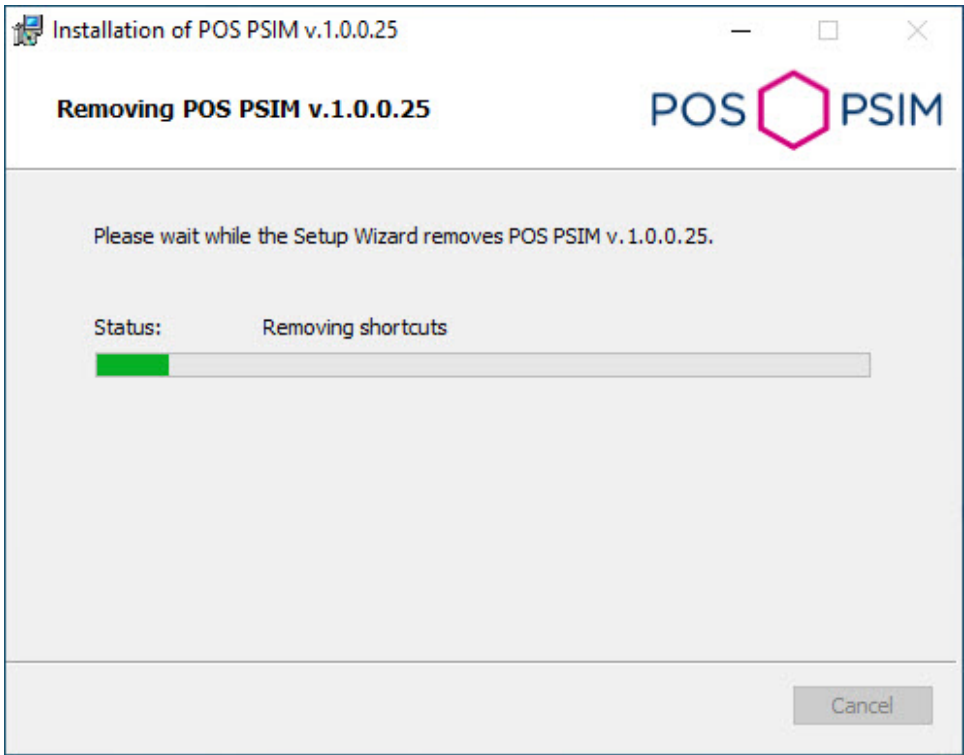 Installation of POS PSIM v.1.0.0.25
Removing POS PSIM v.1.0.0.25
POS PSIM
Please wait while the Setup Wizard removes POS PSIM v.1.0.0.25.
Status: Removing shortcuts
Cancel